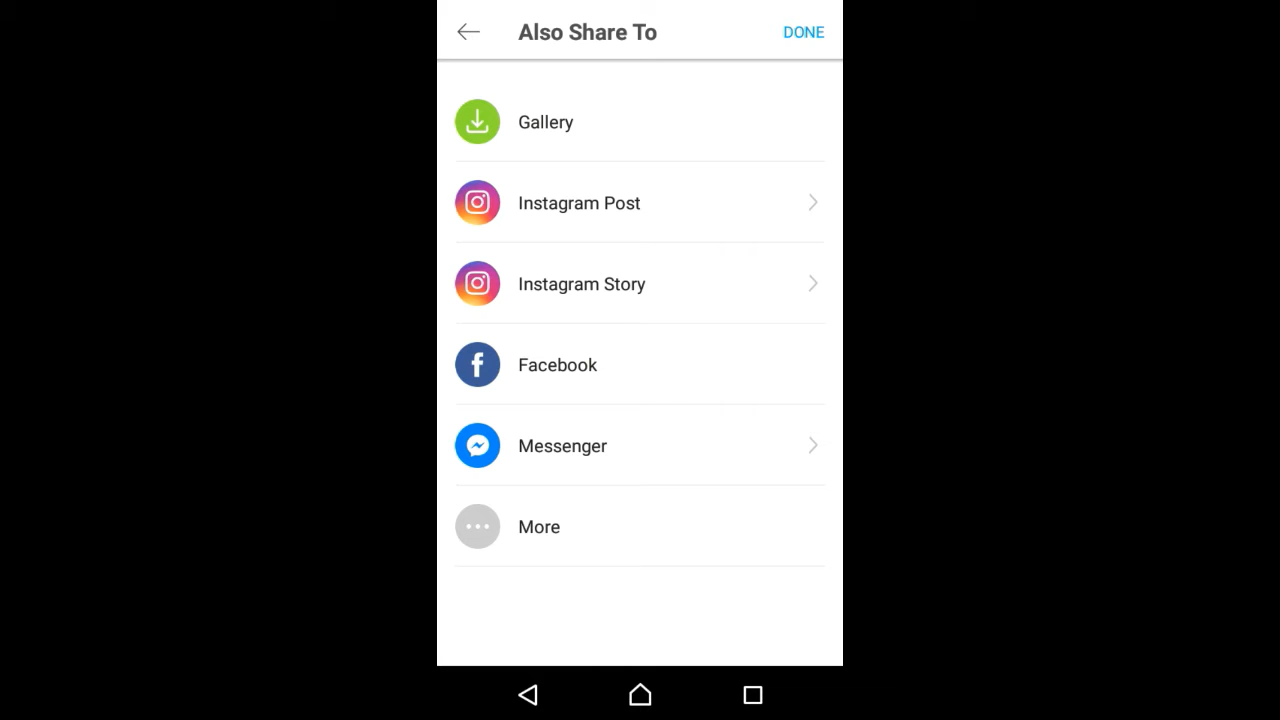 Also Share To
DONE
Gallery
Instagram Post
Instagram Story
Facebook
Messenger
More